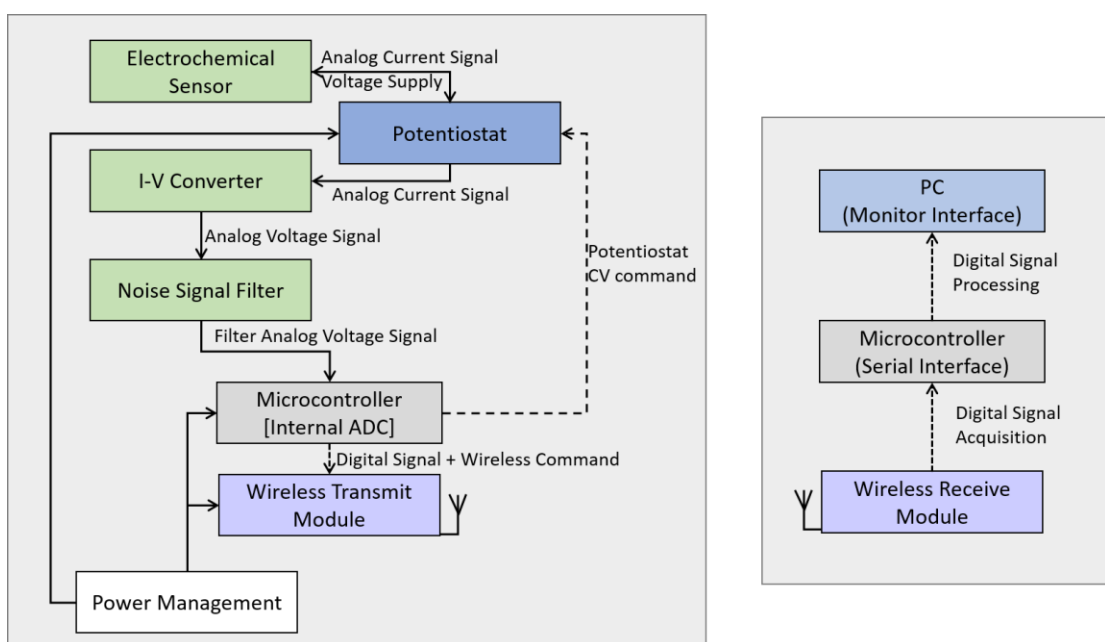 Electrochemical
Sensor
Analog Current Signal
Voltage Supply
Potentiostat
I-V Converter
Analog Current Signal
Analog Voltage Signal
Potentiostat
CV command
Noise Signal Filter
Filter Analog Voltage Signal
Microcontroller
[Internal ADC]
Digital Signal + Wireless Command
Wireless Transmit
Module
Power Management
PC
(Monitor Interface)
Digital Signal
Processing
Microcontroller
(Serial Interface)
Digital Signal
Acquisition
Wireless Receive
Module